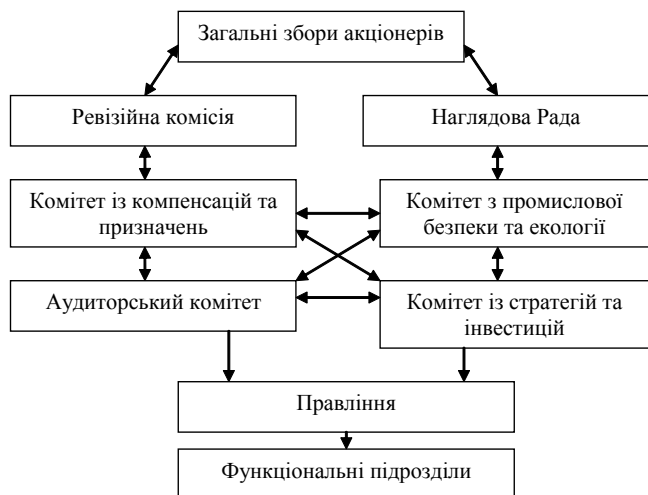 Загальні збори акціонерів
Ревізійна комісія
Наглядова Рада
Комітет із компенсацій та
призначень
Комітет з промислової
безпеки та екології
Аудиторський комітет
Комітет із стратегій та
інвестицій
Правління
Функціональні підрозділи